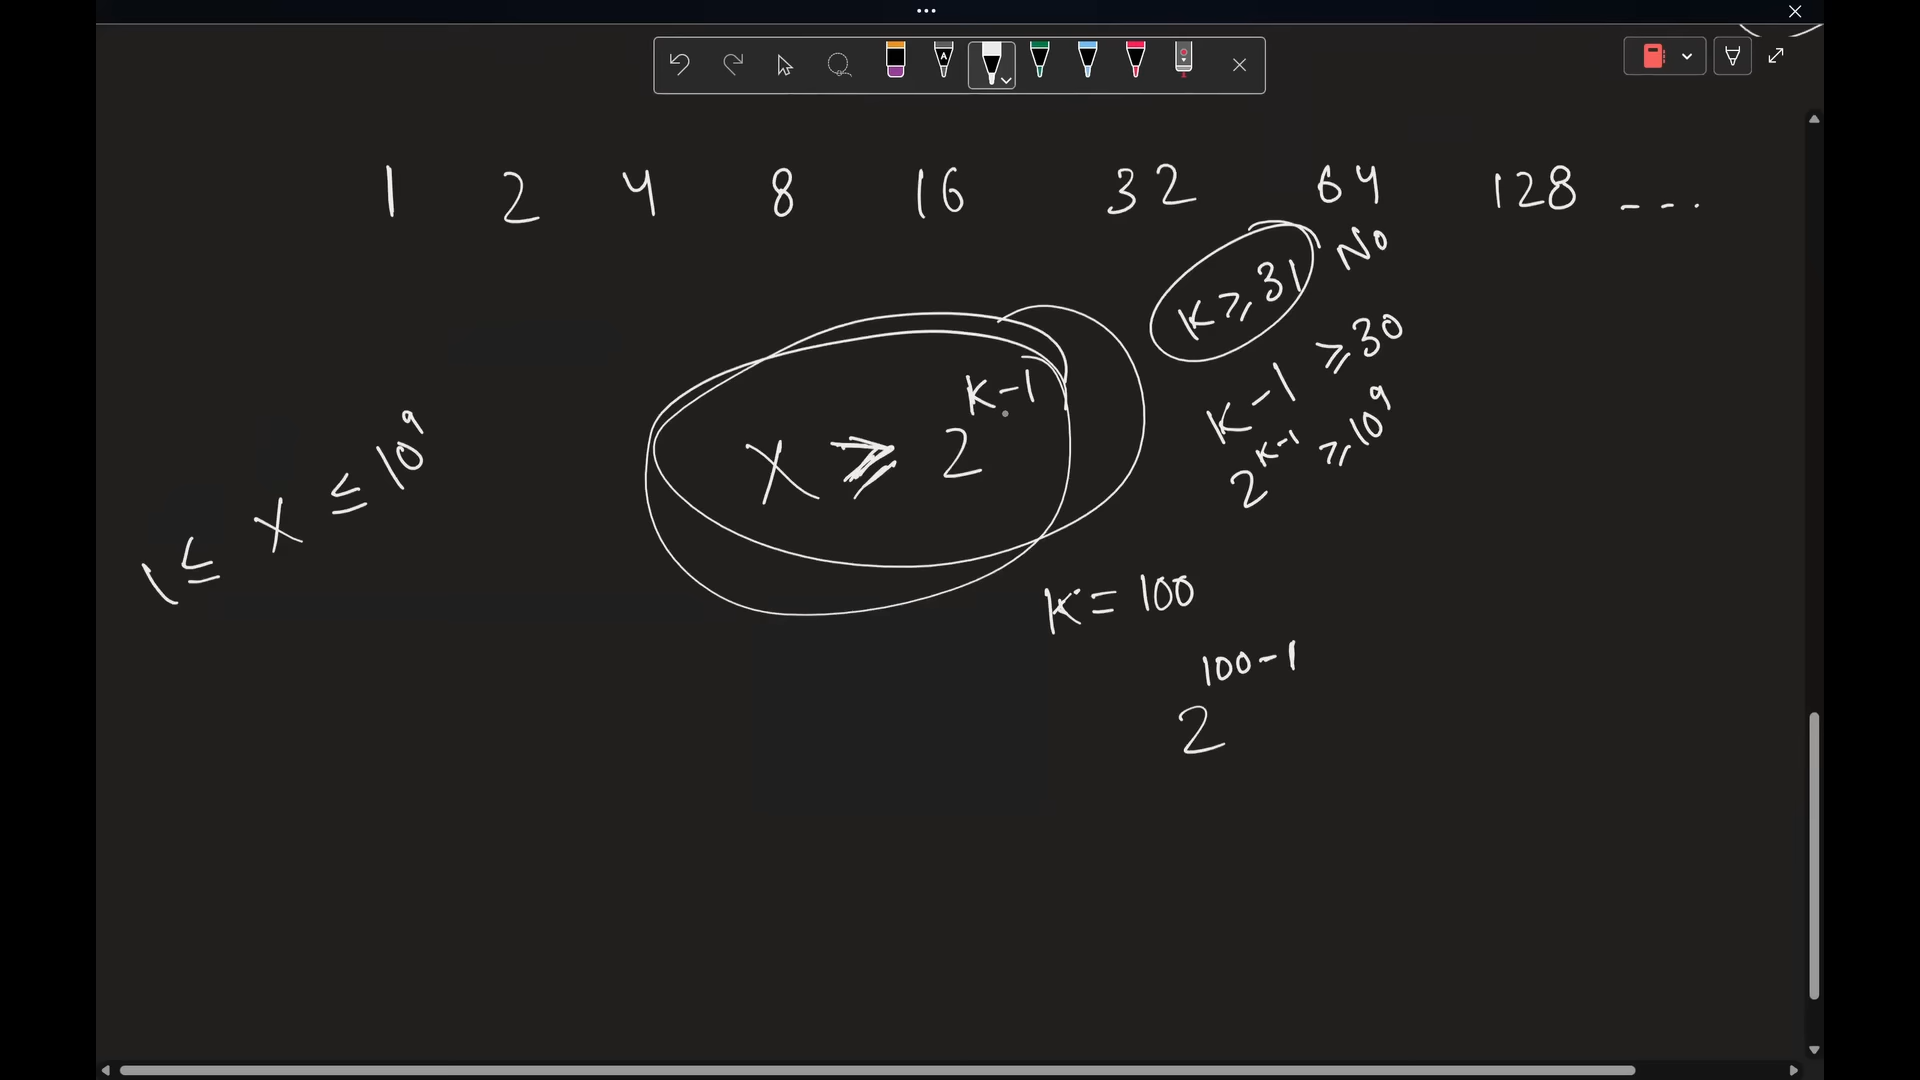 1 2 4 8 16 32 64 128 ---
K ≥ 31 No
K-1 ≥ 30
2^{K-1} ≥ 10^9
X ≥ 2^{K-1}
1 ≤ X ≤ 10^9
K = 100
2^{100-1}